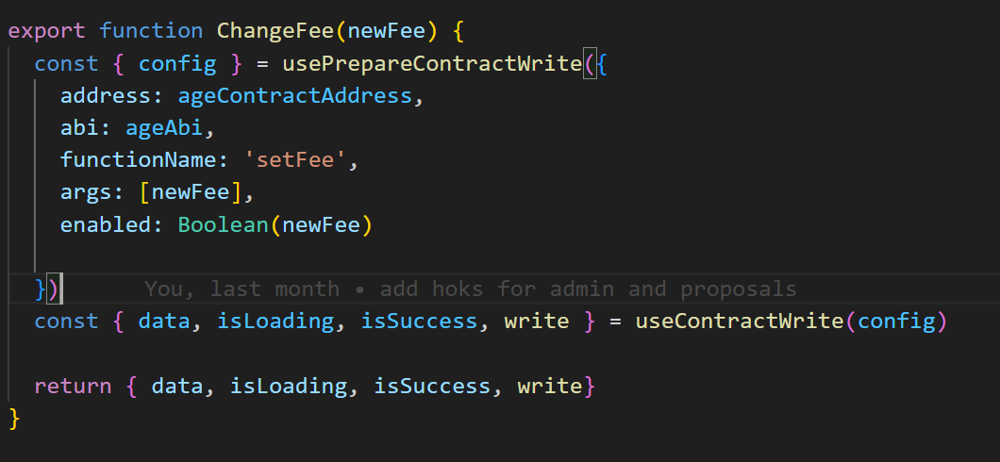 export function ChangeFee(newFee) {
const { config } = usePrepareContractWrite({
address: ageContractAddress,
abi: ageAbi,
functionName: 'setFee',
args: [newFee],
enabled: Boolean(newFee)
}) You, last month • add hoks for admin and proposals
const { data, isLoading, isSuccess, write } = useContractWrite(config)
return { data, isLoading, isSuccess, write}
}